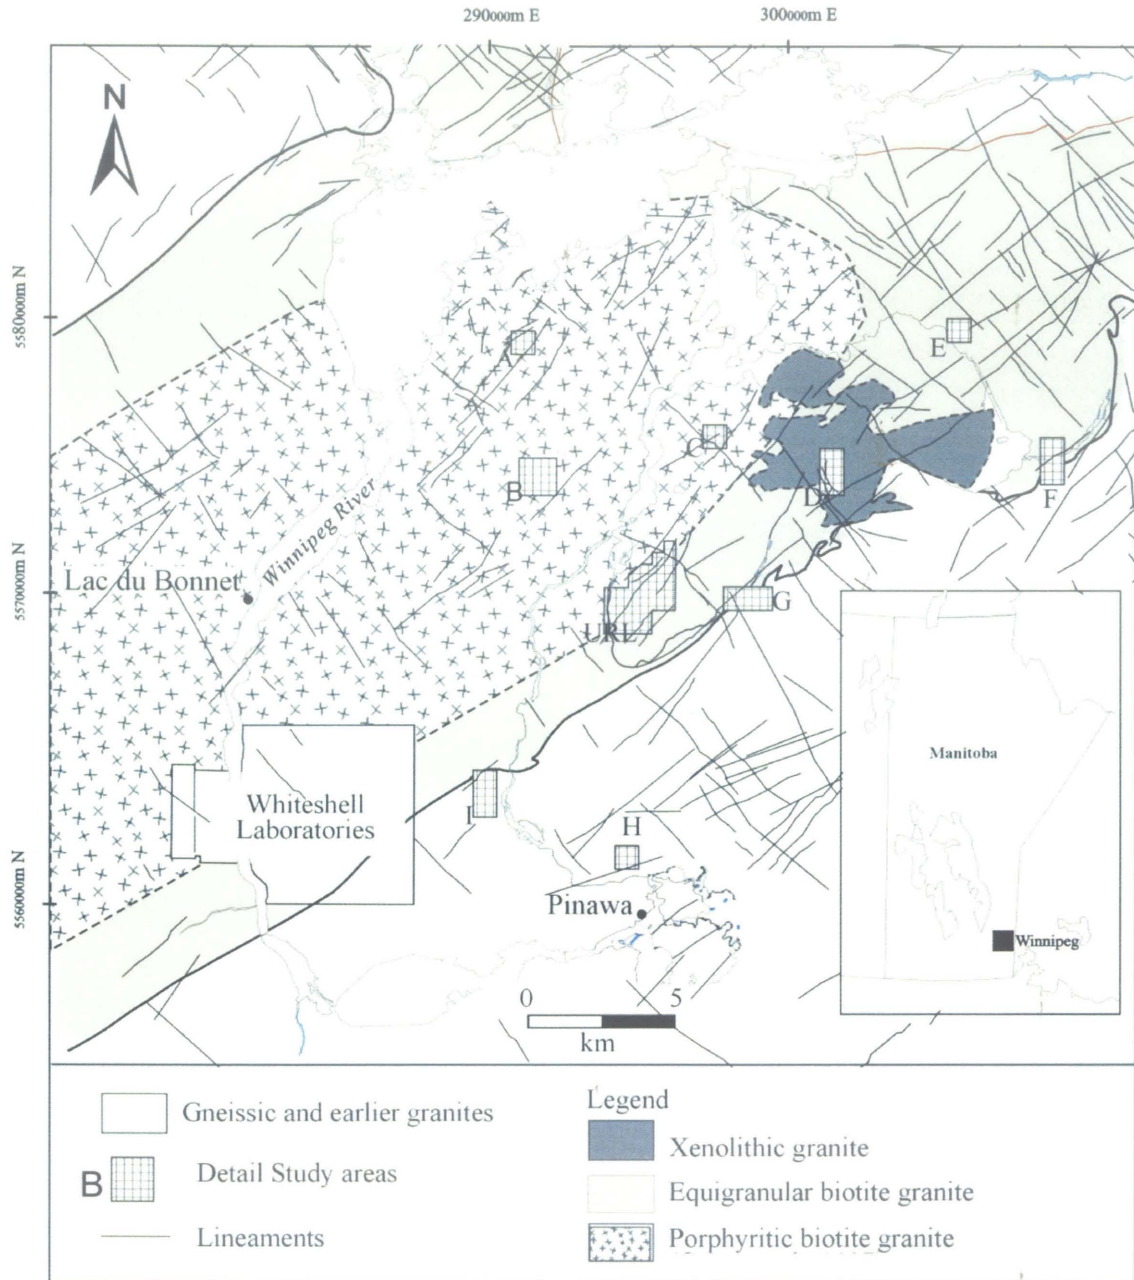 290000m E
300000m E
N
5580000m N
5570000m N
5560000m N
A
B
C
D
E
F
G
H
I
URL
Winnipeg River
Lac du Bonnet
Whiteshell
Laboratories
Pinawa
0 5
km
Manitoba
Winnipeg
Legend
Gneissic and earlier granites
B Detail Study areas
Lineaments
Xenolithic granite
Equigranular biotite granite
Porphyritic biotite granite